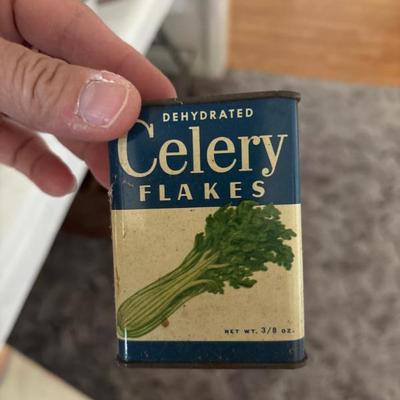 DEHYDRATED
Celery
FLAKES
NET WT. 3/8 OZ.